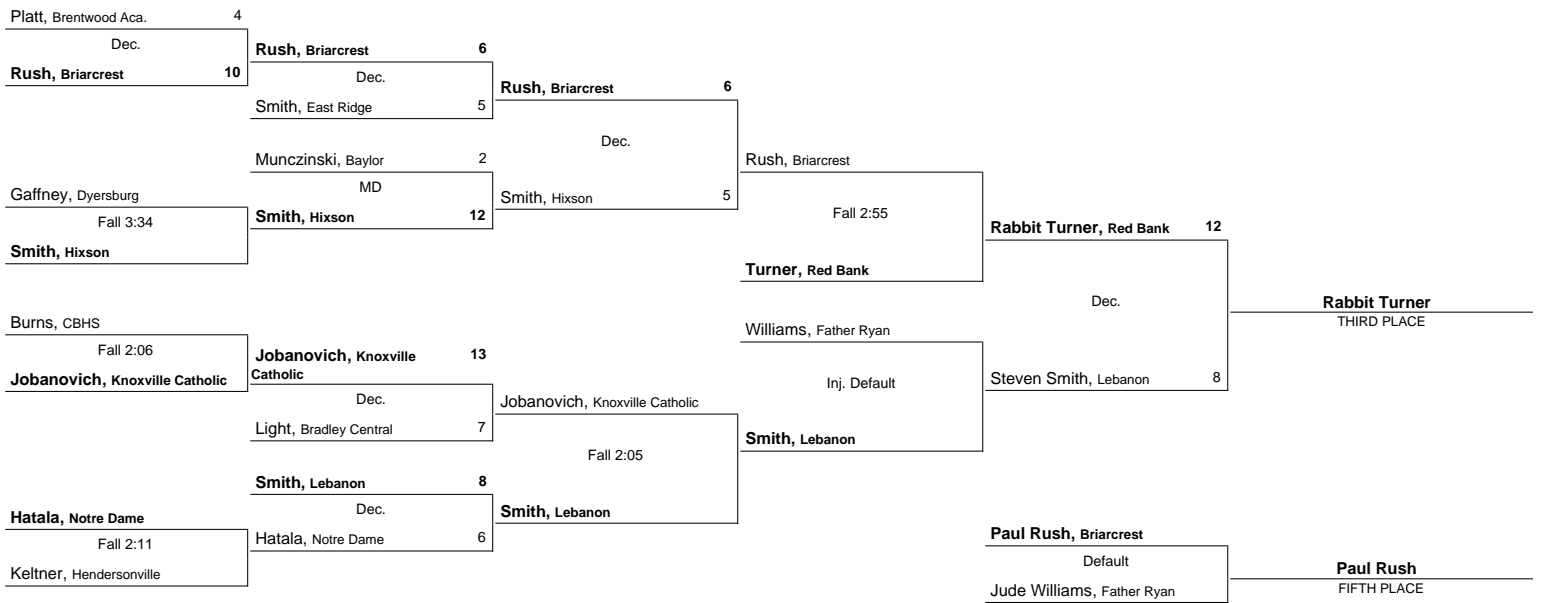 Platt, Brentwood Aca. 4
Dec.
Rush, Briarcrest 10
Gaffney, Dyersburg
Fall 3:34
Smith, Hixson
Burns, CBHS
Fall 2:06
Jobanovich, Knoxville Catholic
Hatala, Notre Dame
Fall 2:11
Keltner, Hendersonville
Rush, Briarcrest 6
Dec.
Smith, East Ridge 5
Munczinski, Baylor 2
MD
Smith, Hixson 12
Jobanovich, Knoxville 13
Catholic
Dec.
Light, Bradley Central 7
Smith, Lebanon 8
Dec.
Hatala, Notre Dame 6
Rush, Briarcrest 6
Dec.
Smith, Hixson 5
Jobanovich, Knoxville Catholic
Fall 2:05
Smith, Lebanon
Rush, Briarcrest
Fall 2:55
Turner, Red Bank
Williams, Father Ryan
Inj. Default
Smith, Lebanon
Rabbit Turner, Red Bank 12
Dec.
Steven Smith, Lebanon 8
Rabbit Turner
THIRD PLACE
Paul Rush, Briarcrest
Default
Jude Williams, Father Ryan
Paul Rush
FIFTH PLACE